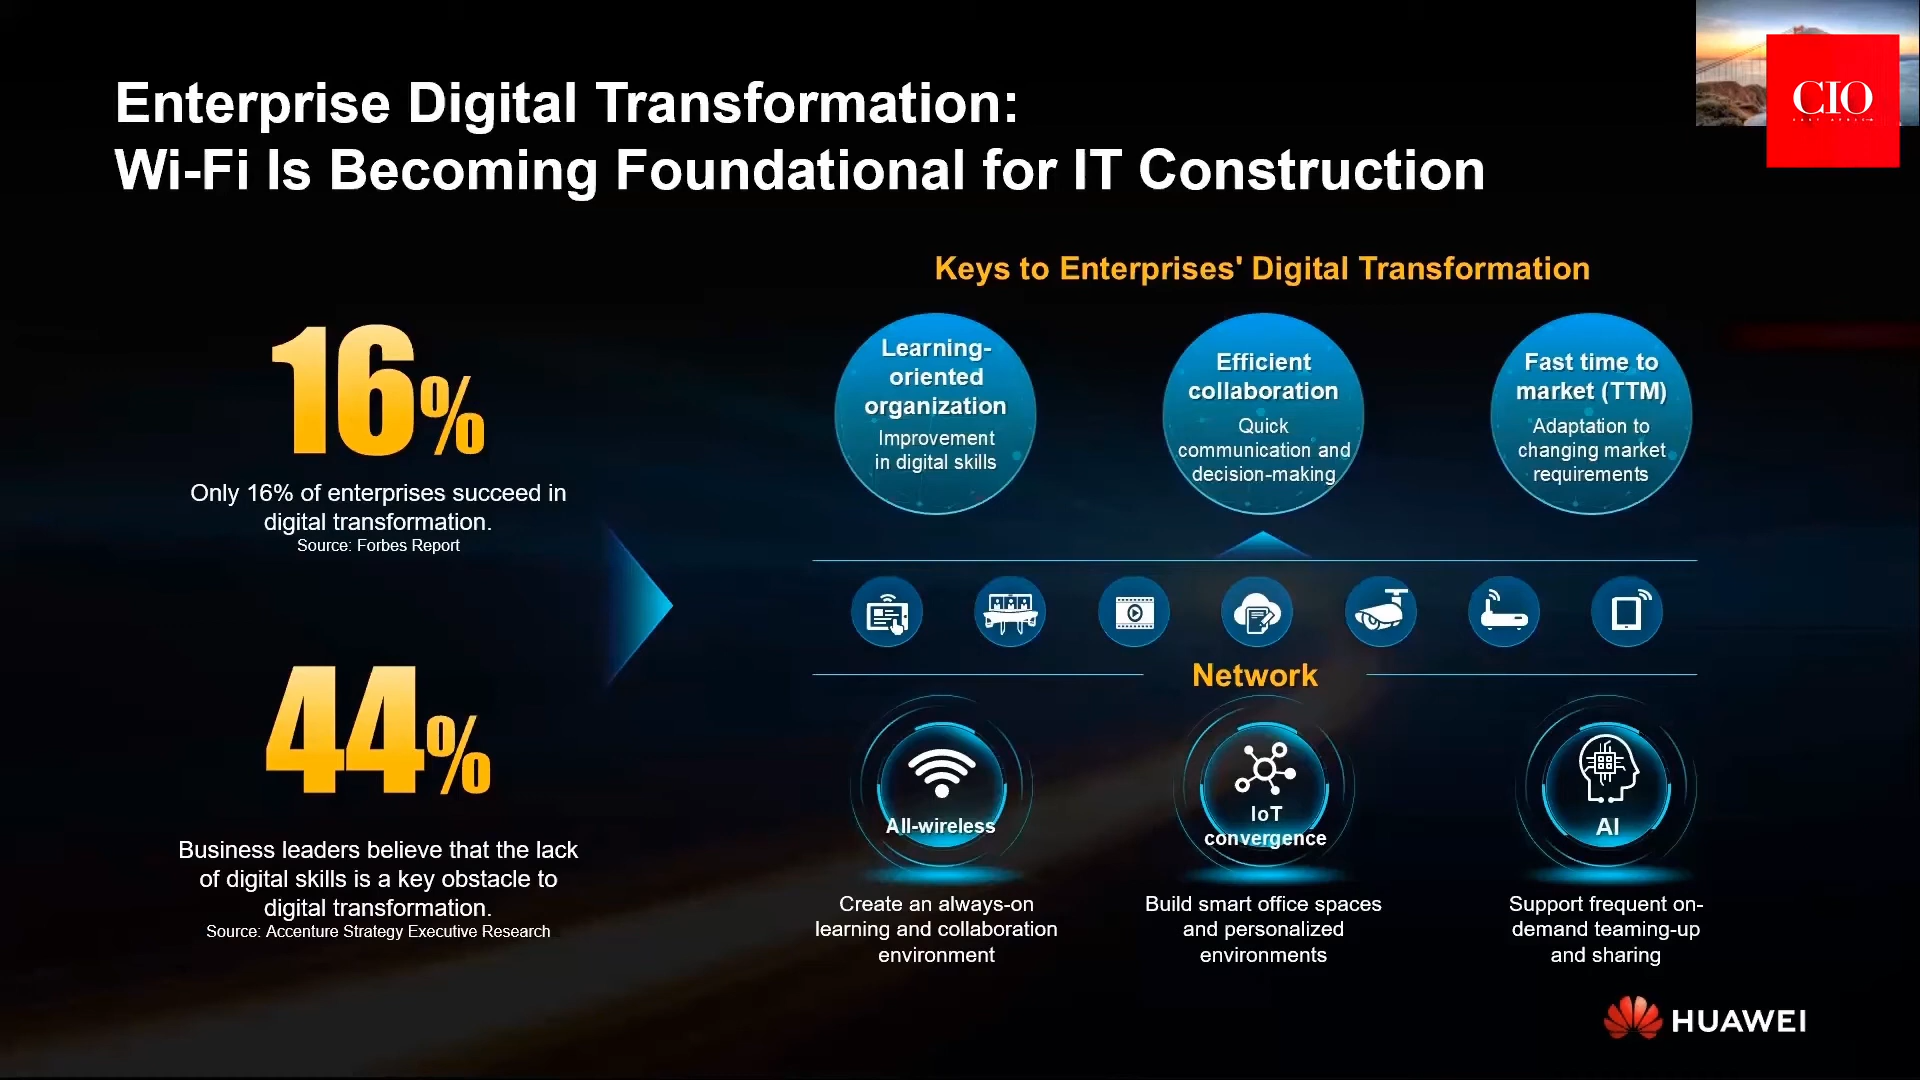 Enterprise Digital Transformation:
Wi-Fi Is Becoming Foundational for IT Construction
CIO
Keys to Enterprises' Digital Transformation
16%
Only 16% of enterprises succeed in
digital transformation.
Source: Forbes Report
44%
Business leaders believe that the lack
of digital skills is a key obstacle to
digital transformation.
Source: Accenture Strategy Executive Research
Learning-
oriented
organization
Improvement
in digital skills
Efficient
collaboration
Quick
communication and
decision-making
Fast time to
market (TTM)
Adaptation to
changing market
requirements
Network
All-wireless
Create an always-on
learning and collaboration
environment
IoT
convergence
Build smart office spaces
and personalized
environments
AI
Support frequent on-
demand teaming-up
and sharing
HUAWEI